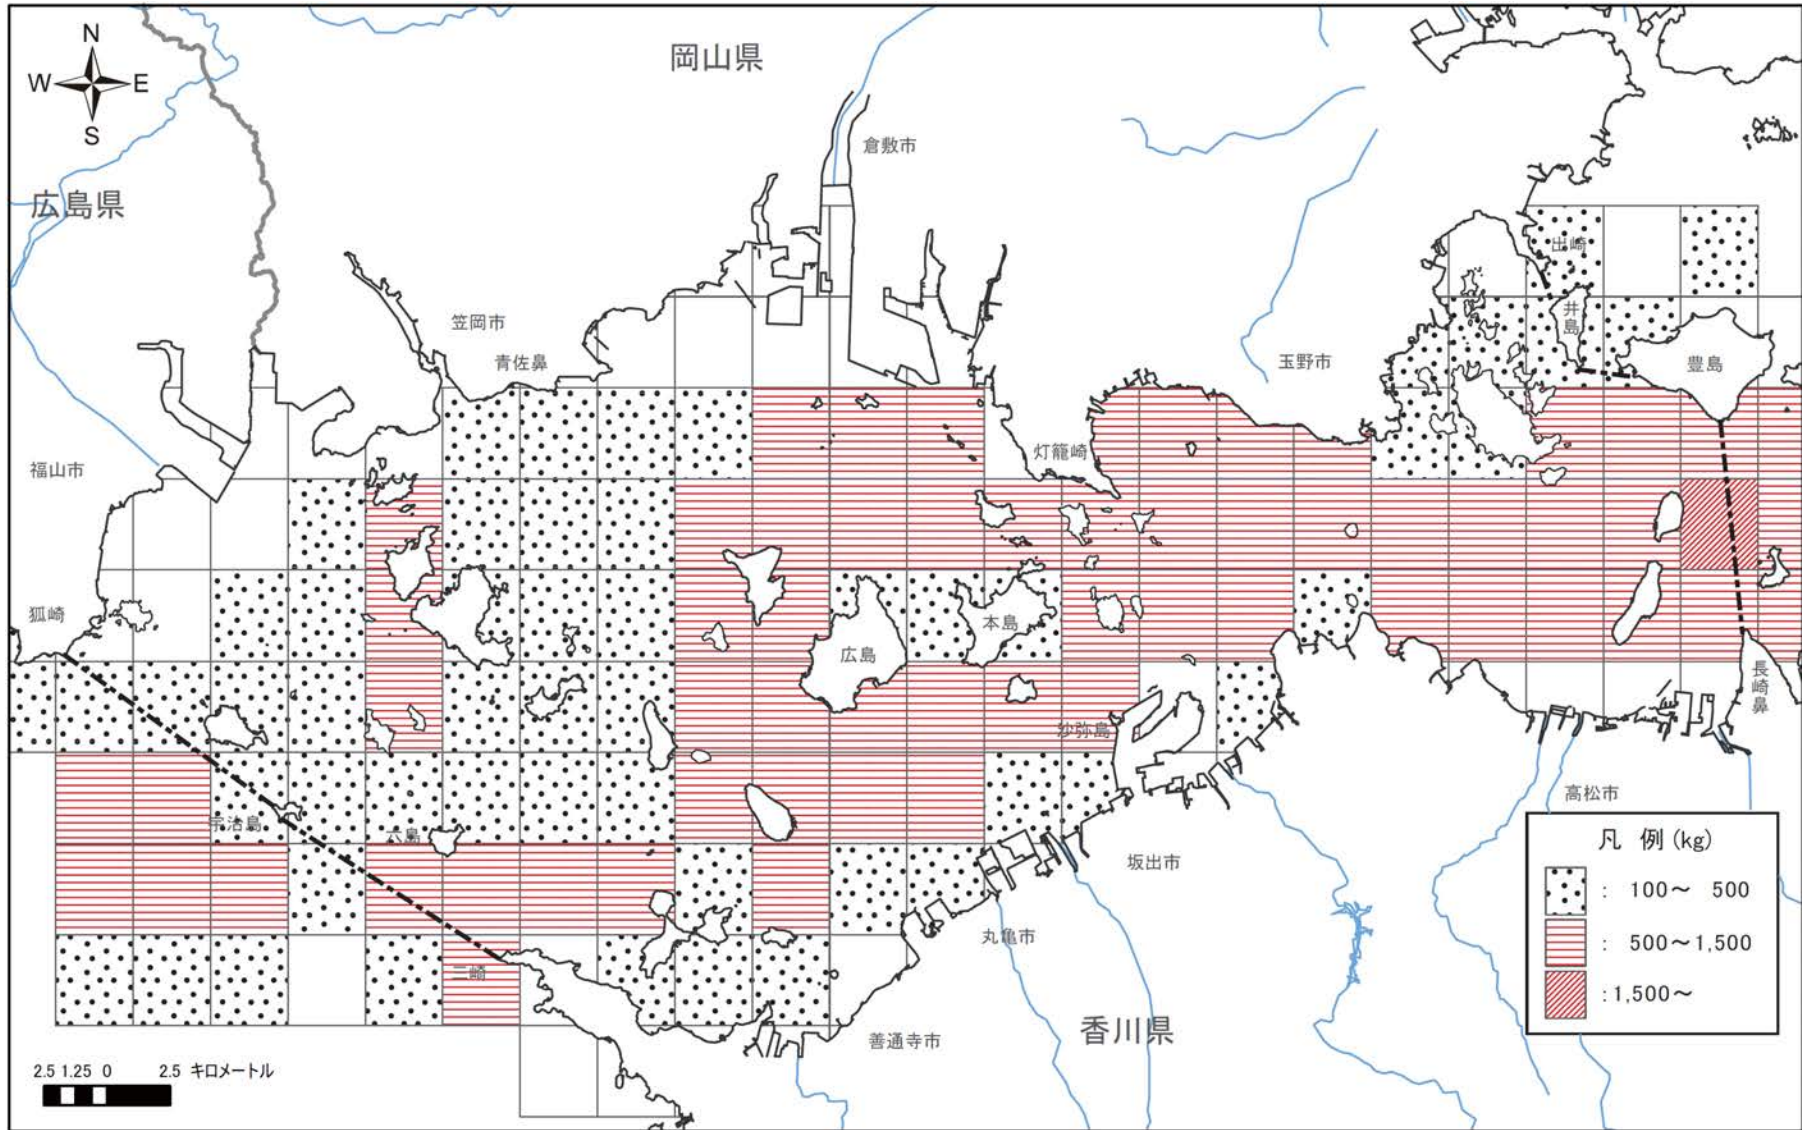 N
W E
S
岡山県
倉敷市
広島県
出崎
笠岡市
井島
青佐鼻
玉野市
豊島
灯籠崎
福山市
狐崎
本島
広島
長崎鼻
沙弥島
高松市
宇治島
六島
坂出市
凡 例 (kg)
: 100～ 500
: 500～1,500
:1,500～
丸亀市
三崎
香川県
善通寺市
2.5 1.25 0 2.5 キロメートル